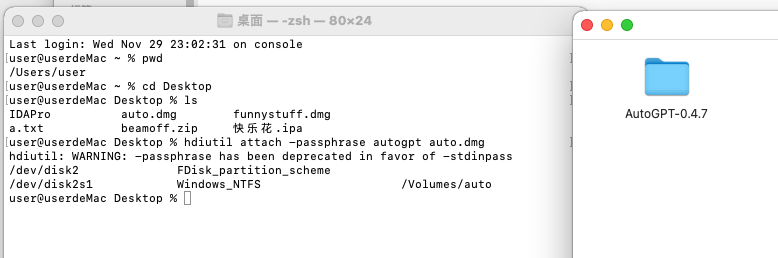 桌面 — -zsh — 80×24
Last login: Wed Nov 29 23:02:31 on console
[user@userdeMac ~ % pwd ]
/Users/user
[user@userdeMac ~ % cd Desktop ]
[user@userdeMac Desktop % ls ]
IDAPro auto.dmg funnystuff.dmg
a.txt beamoff.zip 快乐花.ipa
[user@userdeMac Desktop % hdiutil attach -passphrase autogpt auto.dmg ]
hdiutil: WARNING: -passphrase has been deprecated in favor of -stdinpass
/dev/disk2 FDisk_partition_scheme
/dev/disk2s1 Windows_NTFS /Volumes/auto
user@userdeMac Desktop %
AutoGPT-0.4.7